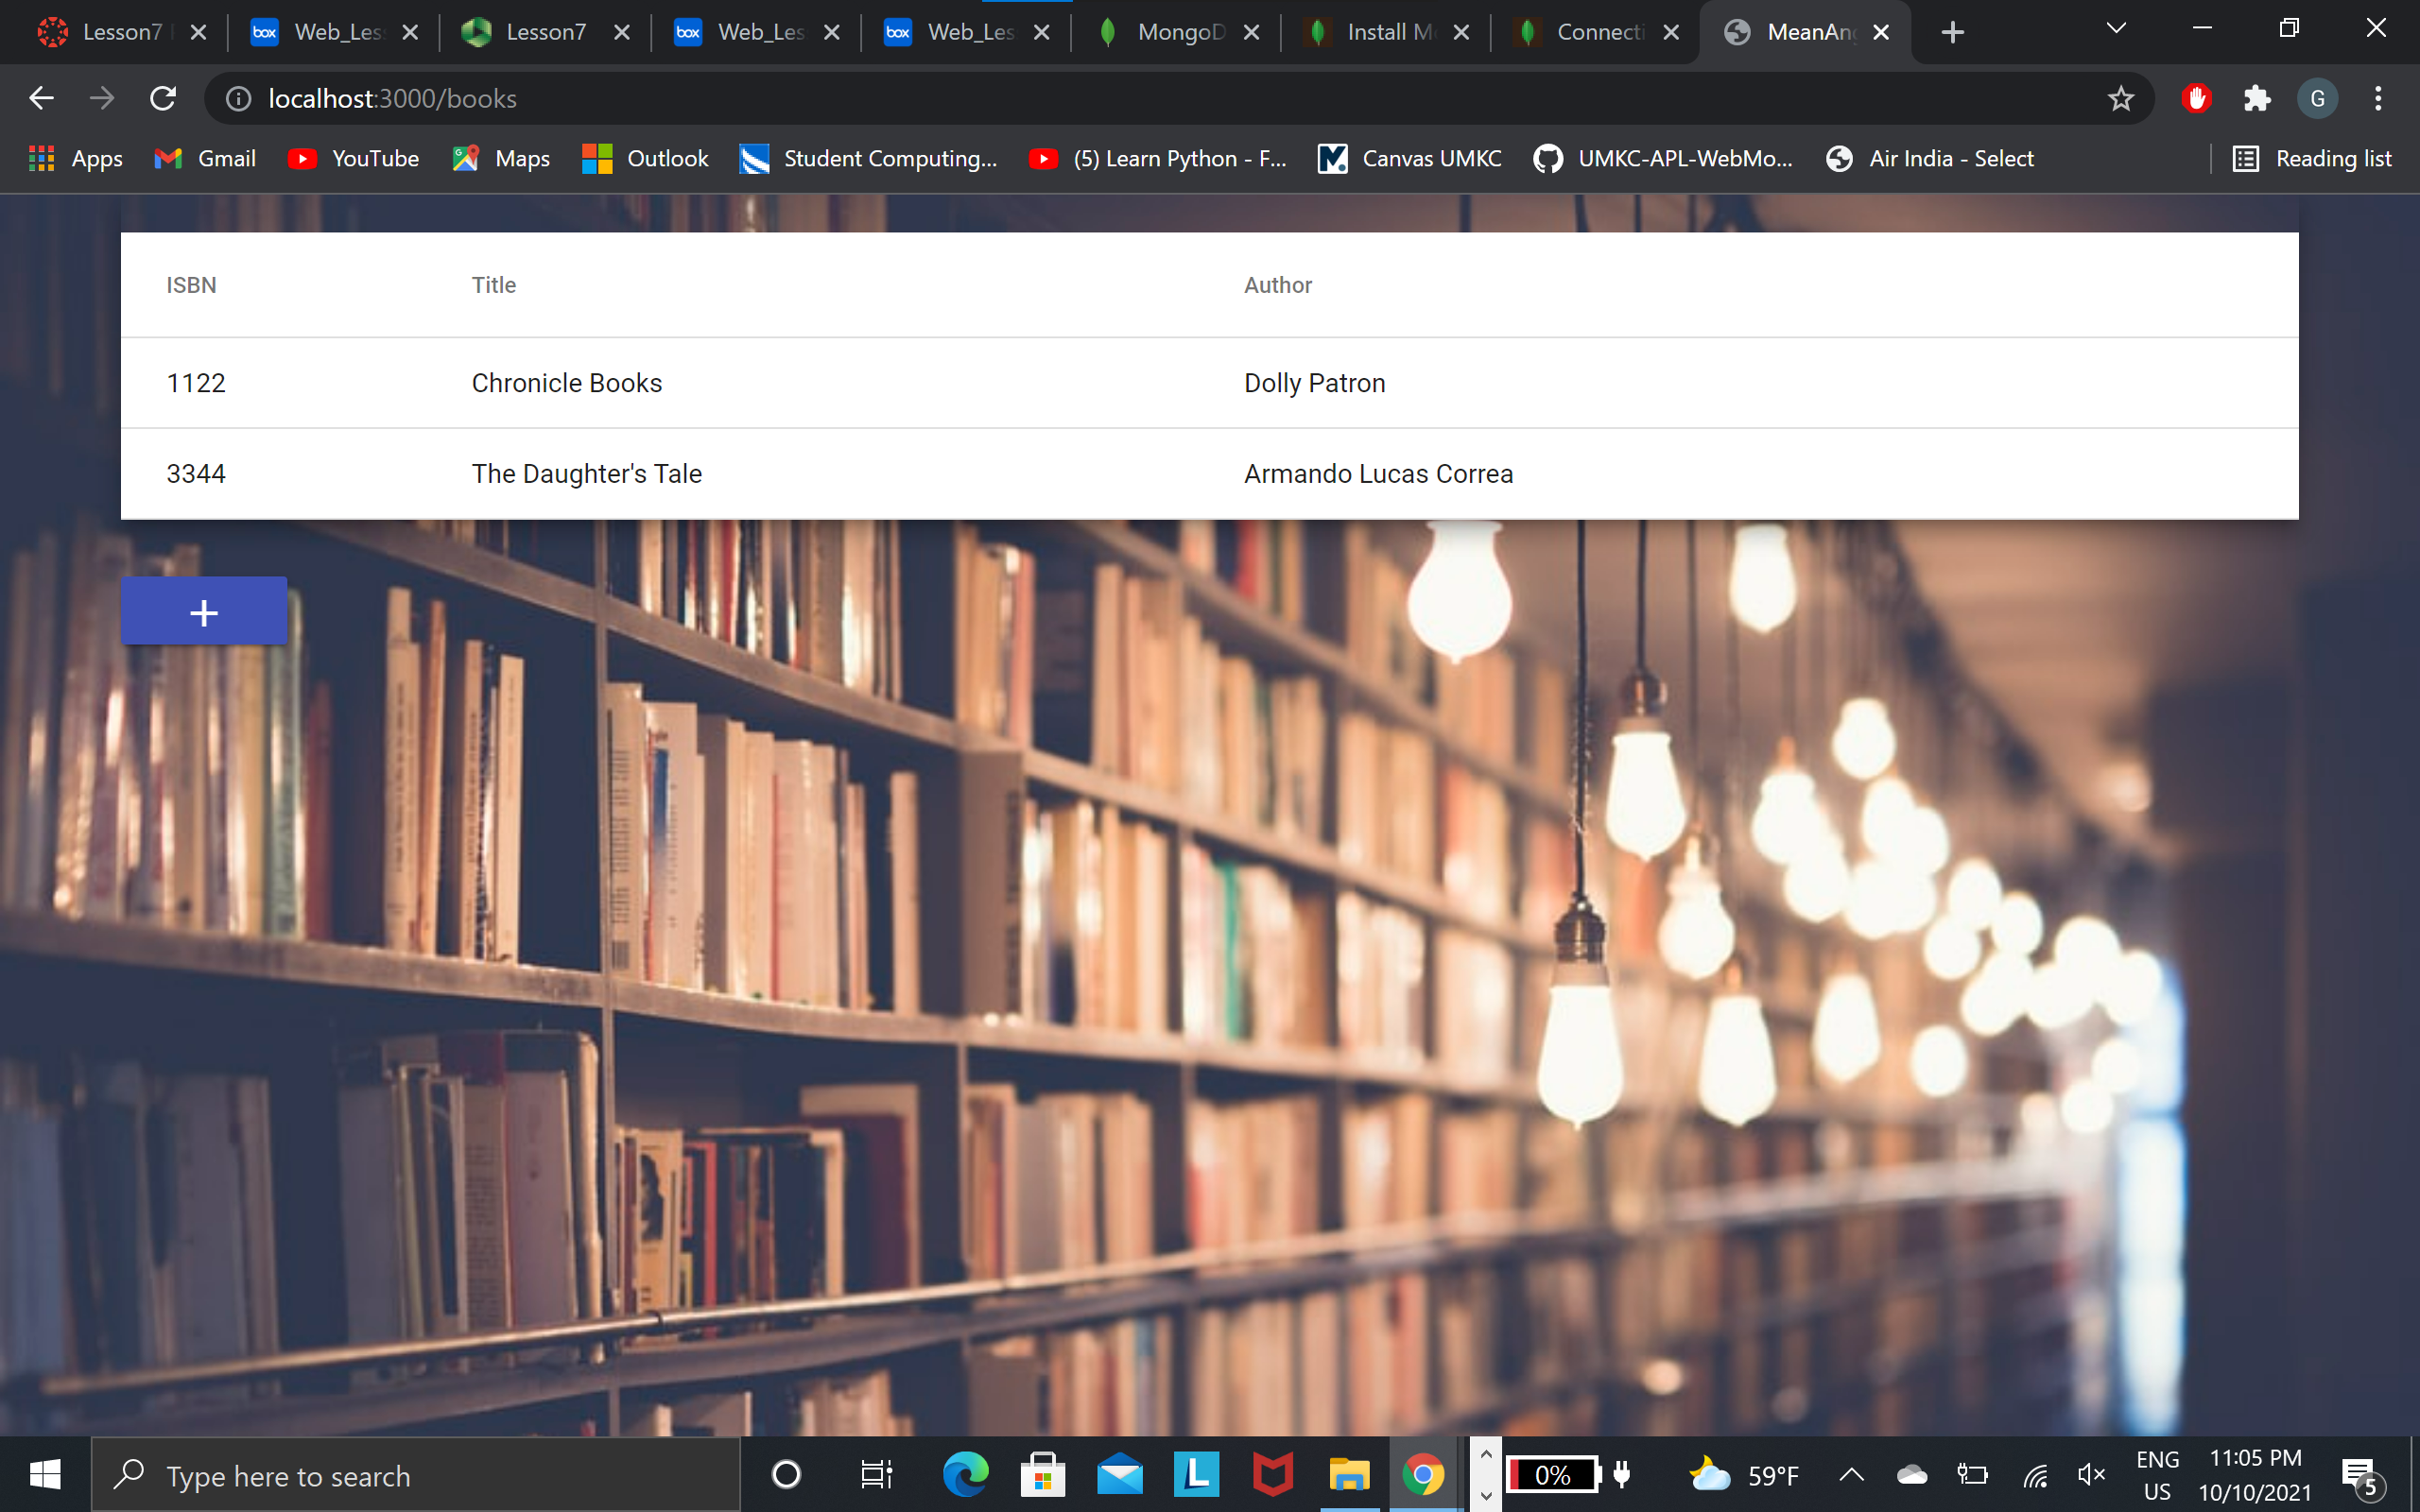 Lesson7
Web_Les
Lesson7
Web_Les
Web_Les
MongoD
Install M
Connecti
MeanAn
localhost:3000/books
G
Apps
Gmail
YouTube
Maps
Outlook
Student Computing...
(5) Learn Python - F...
Canvas UMKC
UMKC-APL-WebMo...
Air India - Select
Reading list
ISBN Title Author
1122 Chronicle Books Dolly Patron
3344 The Daughter's Tale Armando Lucas Correa
+
Type here to search
0%
59°F
ENG
US
11:05 PM
10/10/2021
5